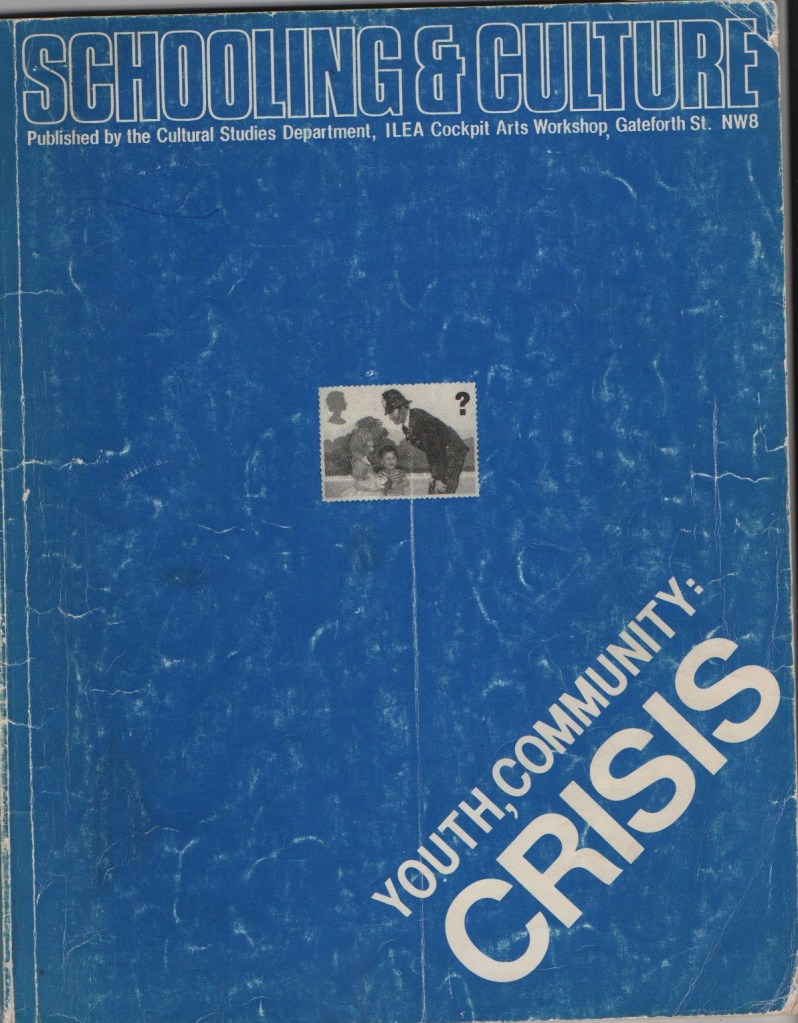 SCHOOLING & CULTURE
Published by the Cultural Studies Department, ILEA Cockpit Arts Workshop, Gateforth St. NW8
?
YOUTH, COMMUNITY:
CRISIS